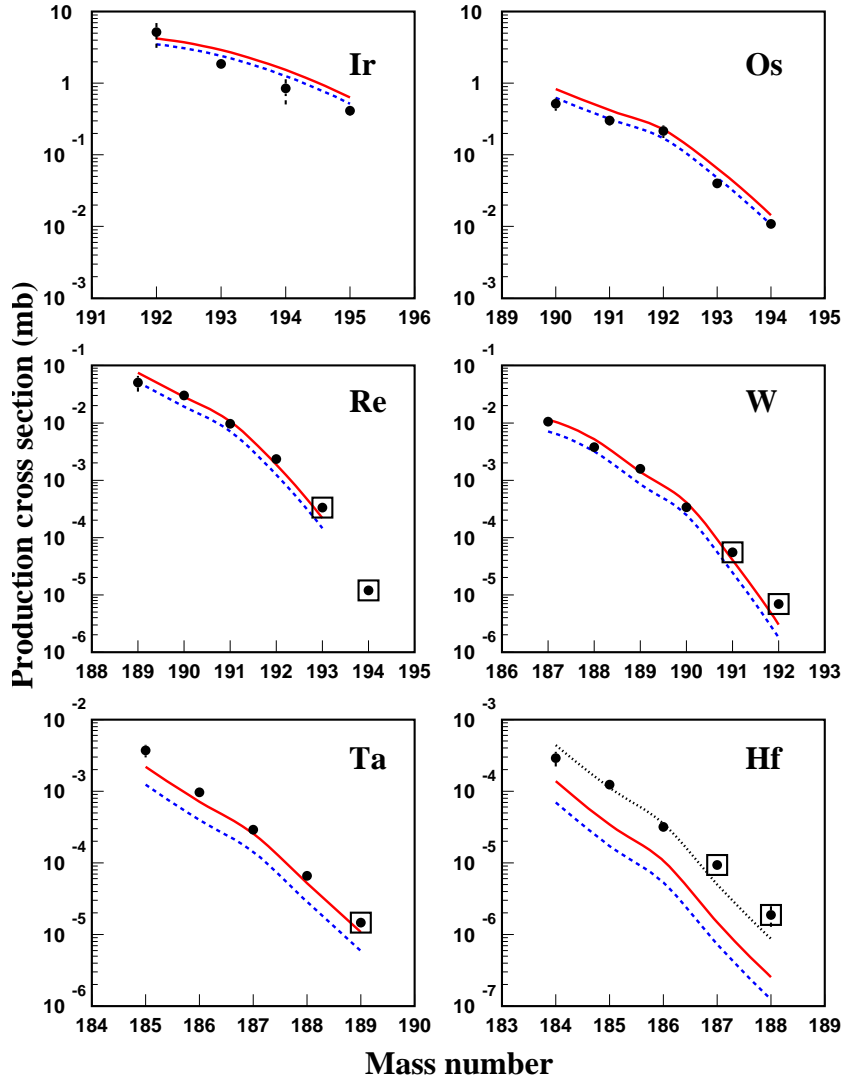 Production cross section (mb)
10
1
10 -1
10 -2
10 -3
191 192 193 194 195 196
Ir
10
1
10 -1
10 -2
10 -3
189 190 191 192 193 194 195
Os
10 -1
10 -2
10 -3
10 -4
10 -5
10 -6
188 189 190 191 192 193 194 195
Re
10 -1
10 -2
10 -3
10 -4
10 -5
10 -6
186 187 188 189 190 191 192 193
W
10 -2
10 -3
10 -4
10 -5
10 -6
184 185 186 187 188 189 190
Ta
10 -3
10 -4
10 -5
10 -6
10 -7
183 184 185 186 187 188 189
Hf
Mass number